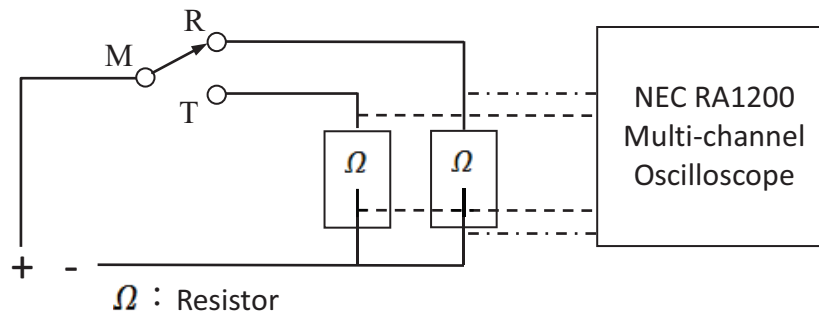 R
M
T
NEC RA1200
Multi-channel
Oscilloscope
Ω Ω
+ -
Ω : Resistor